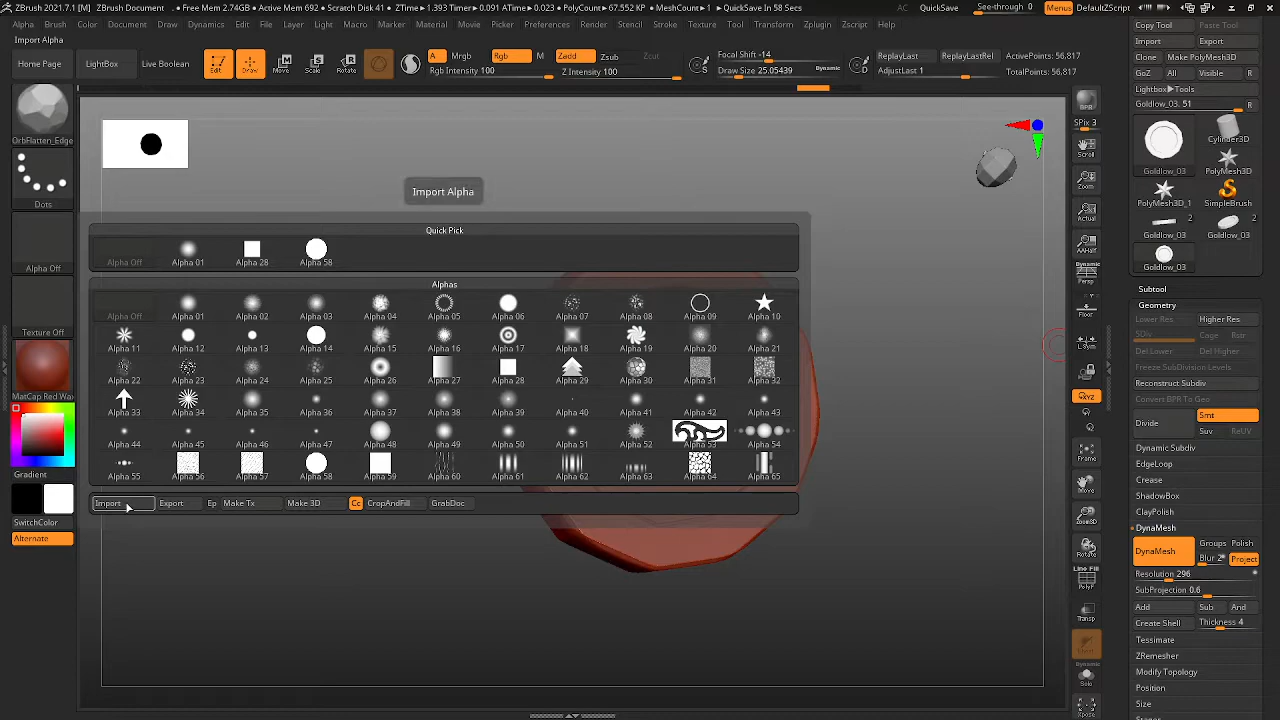 ZBrush 2021.7.1 [M] ZBrush Document . ● Free Mem 2.74GB ● Active Mem 692 ● Scratch Disk 41 ● ZTime▸1.393 Timer▸0.091 ATime▸0.023 ● PolyCount▸67.552 KP ● MeshCount▸1 ● QuickSave In 58 Secs AC QuickSave See-through 0 Menus DefaultZScript
Alpha Brush Color Document Draw Dynamics Edit File Layer Light Macro Marker Material Movie Picker Preferences Render Stencil Stroke Texture Tool Transform Zplugin Zscript Help
Import Alpha
Home Page LightBox Live Boolean Edit Draw Move Scale Rotate A Mrgb Rgb M Zadd Zsub Zcut
Rgb Intensity 100 Z Intensity 100
Focal Shift -14
Draw Size 25.05439 Dynamic
S D
ReplayLast ReplayLastRel
AdjustLast 1
ActivePoints: 56.817
TotalPoints: 56.817
OrbFlatten_Edge
Dots
Alpha Off
Texture Off
MatCap Red Wa
Gradient
SwitchColor
Alternate
Import Alpha
Quick Pick
Alpha Off Alpha 01 Alpha 28 Alpha 58
Alphas
Alpha Off Alpha 01 Alpha 02 Alpha 03 Alpha 04 Alpha 05 Alpha 06 Alpha 07 Alpha 08 Alpha 09 Alpha 10
Alpha 11 Alpha 12 Alpha 13 Alpha 14 Alpha 15 Alpha 16 Alpha 17 Alpha 18 Alpha 19 Alpha 20 Alpha 21
Alpha 22 Alpha 23 Alpha 24 Alpha 25 Alpha 26 Alpha 27 Alpha 28 Alpha 29 Alpha 30 Alpha 31 Alpha 32
Alpha 33 Alpha 34 Alpha 35 Alpha 36 Alpha 37 Alpha 38 Alpha 39 Alpha 40 Alpha 41 Alpha 42 Alpha 43
Alpha 44 Alpha 45 Alpha 46 Alpha 47 Alpha 48 Alpha 49 Alpha 50 Alpha 51 Alpha 52 Alpha 53 Alpha 54
Alpha 55 Alpha 56 Alpha 57 Alpha 58 Alpha 59 Alpha 60 Alpha 61 Alpha 62 Alpha 63 Alpha 64 Alpha 65
Import Export Ep Make Tx Make 3D Cc CropAndFill GrabDoc
BPR
SPix 3
Scroll
Zoom
Actual
AAHalf
Dynamic
Persp
Floor
L.Sym
Xyz
Frame
Move
Zoom3D
Rotate
Line Fill
PolyF
Transp
Dynamic
Solo
Xpose
Copy Tool Paste Tool
Import Export
Clone Make PolyMesh3D
GoZ All Visible R
Lightbox▸Tools
Goldlow_03. 51 R
Goldlow_03 Cylinder3D
PolyMesh3D
PolyMesh3D_1 SimpleBrush
2 2
Goldlow_03 Goldlow_03
Goldlow_03
Subtool
Geometry
Lower Res Higher Res
SDiv Cage Rstr
Del Lower Del Higher
Freeze SubDivision Levels
Reconstruct Subdiv
Convert BPR To Geo
Divide Smt
Suv ReUV
Dynamic Subdiv
EdgeLoop
Crease
ShadowBox
ClayPolish
DynaMesh
DynaMesh Groups Polish
Blur 2 Project
Resolution 296
SubProjection 0.6
Add Sub And
Create Shell Thickness 4
Tessimate
ZRemesher
Modify Topology
Position
Size